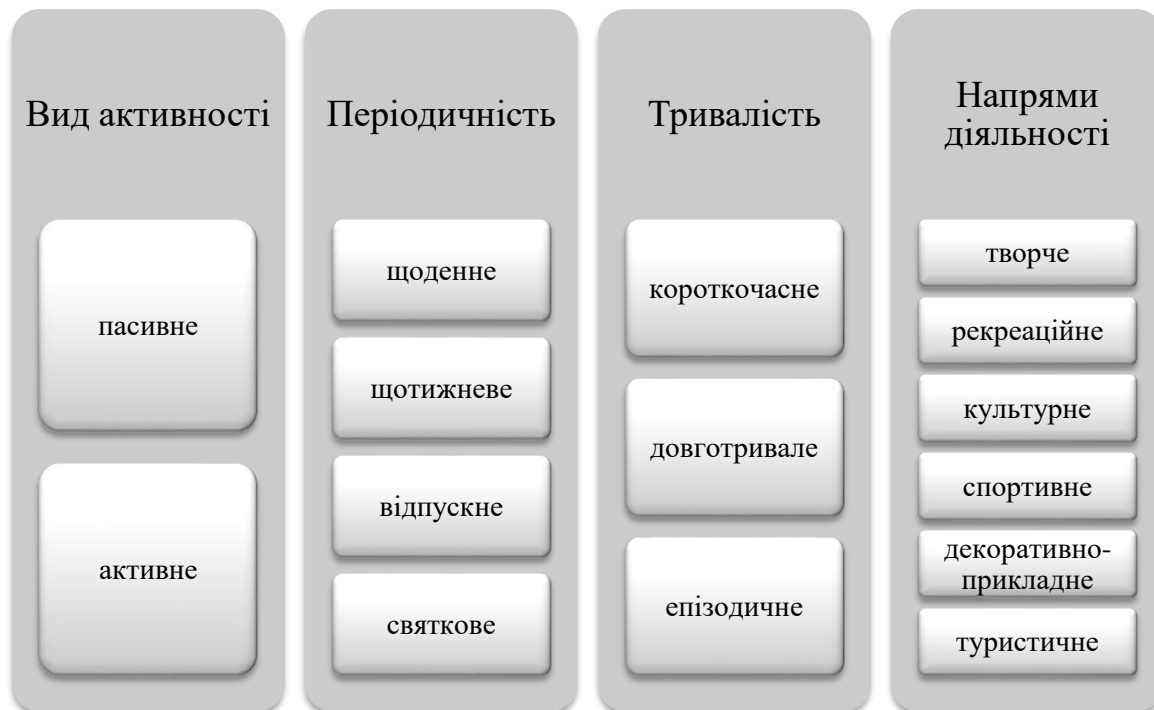 Вид активності
пасивне
активне
Періодичність
щоденне
щотижневе
відпускне
святкове
Тривалість
короткочасне
довготривале
епізодичне
Напрями
діяльності
творче
рекреаційне
культурне
спортивне
декоративно-
прикладне
туристичне